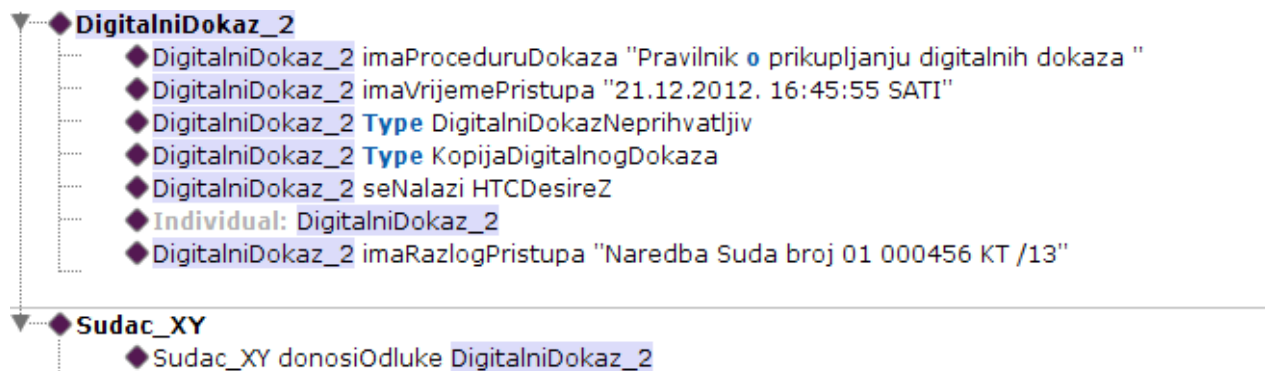 DigitalniDokaz_2
DigitalniDokaz_2 imaProceduruDokaza "Pravilnik o prikupljanju digitalnih dokaza "
DigitalniDokaz_2 imaVrijemePristupa "21.12.2012. 16:45:55 SATI"
DigitalniDokaz_2 Type DigitalniDokazNeprihvatljiv
DigitalniDokaz_2 Type KopijaDigitalnogDokaza
DigitalniDokaz_2 seNalazi HTCDesireZ
Individual: DigitalniDokaz_2
DigitalniDokaz_2 imaRazlogPristupa "Naredba Suda broj 01 000456 KT /13"
Sudac_XY
Sudac_XY donosiOdluke DigitalniDokaz_2